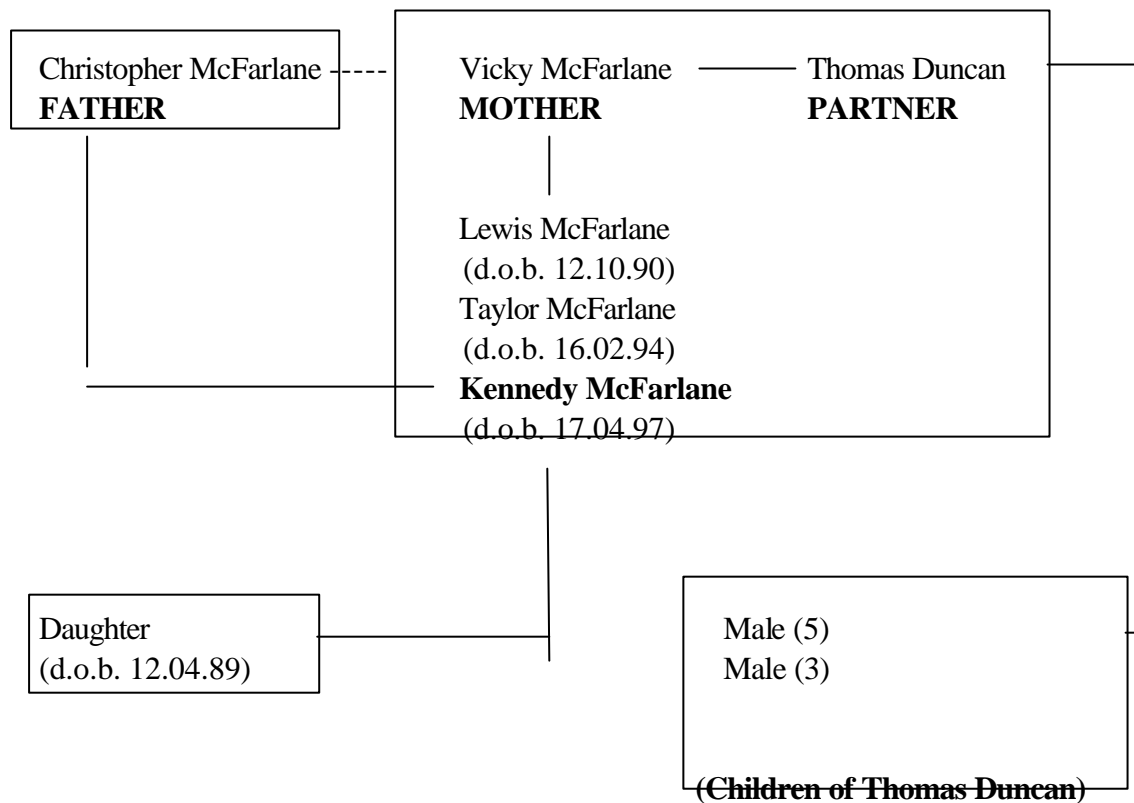 Christopher McFarlane
FATHER
Vicky McFarlane
MOTHER
Thomas Duncan
PARTNER
Lewis McFarlane
(d.o.b. 12.10.90)
Taylor McFarlane
(d.o.b. 16.02.94)
Kennedy McFarlane
(d.o.b. 17.04.97)
Daughter
(d.o.b. 12.04.89)
Male (5)
Male (3)
(Children of Thomas Duncan)